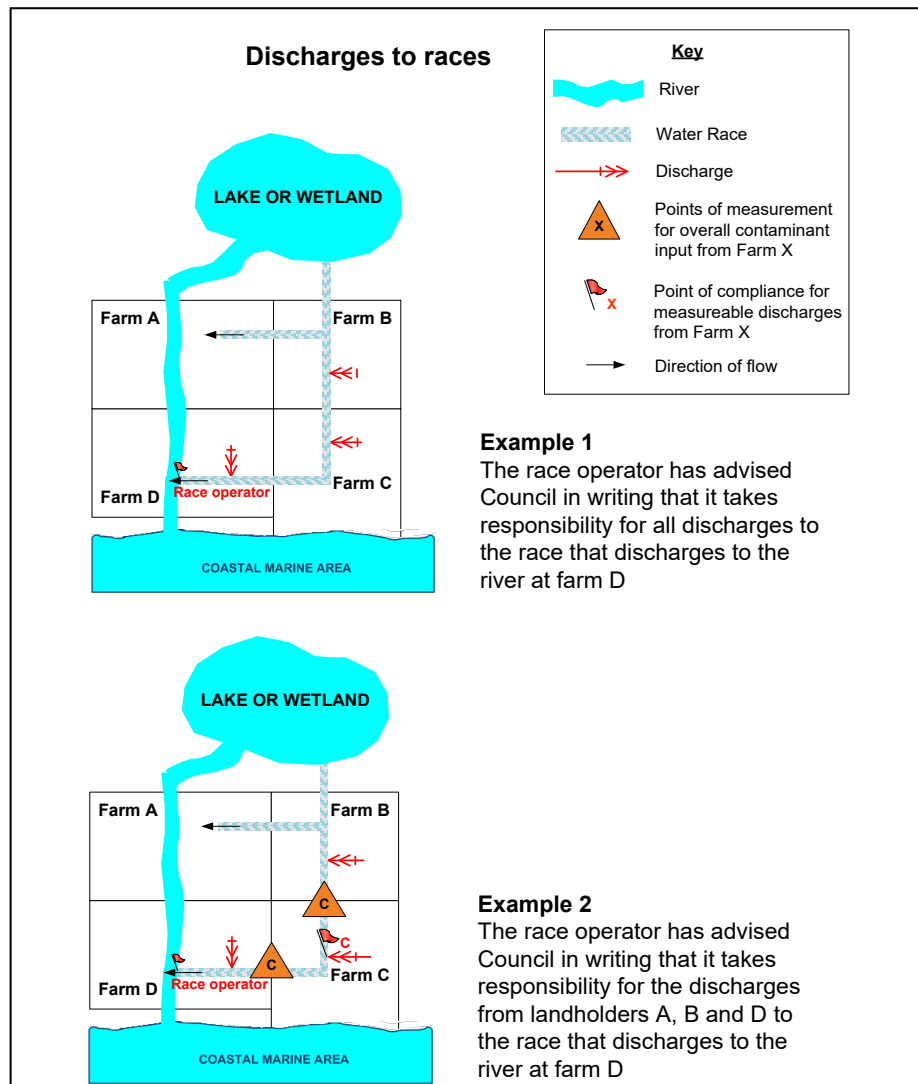 Discharges to races
Key
River
Water Race
Discharge
X
Points of measurement
for overall contaminant
input from Farm X
X
Point of compliance for
measureable discharges
from Farm X
Direction of flow
LAKE OR WETLAND
Farm A
Farm B
Farm D
Race operator
Farm C
COASTAL MARINE AREA
Example 1
The race operator has advised
Council in writing that it takes
responsibility for all discharges to
the race that discharges to the
river at farm D
LAKE OR WETLAND
Farm A
Farm B
C
C
C
Farm D
Race operator
Farm C
COASTAL MARINE AREA
Example 2
The race operator has advised
Council in writing that it takes
responsibility for the discharges
from landholders A, B and D to
the race that discharges to the
river at farm D